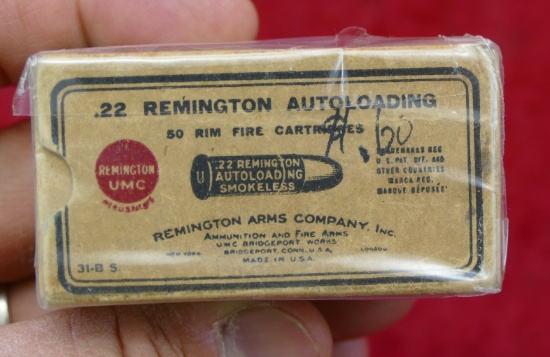 .22 REMINGTON AUTOLOADING
50 RIM FIRE CARTRIDGES
$.60
REMINGTON
UMC
U
.22 REMINGTON
AUTOLOADING
SMOKELESS
TRADEMARKS REG.
U.S. PAT. OFF. AND
OTHER COUNTRIES
MARCA REG.
MARQUE DÉPOSÉE
REMINGTON ARMS COMPANY, INC.
AMMUNITION AND FIRE ARMS
UMC BRIDGEPORT WORKS
NEW YORK BRIDGEPORT, CONN., U.S.A. LONDON
MADE IN U.S.A.
31-B S